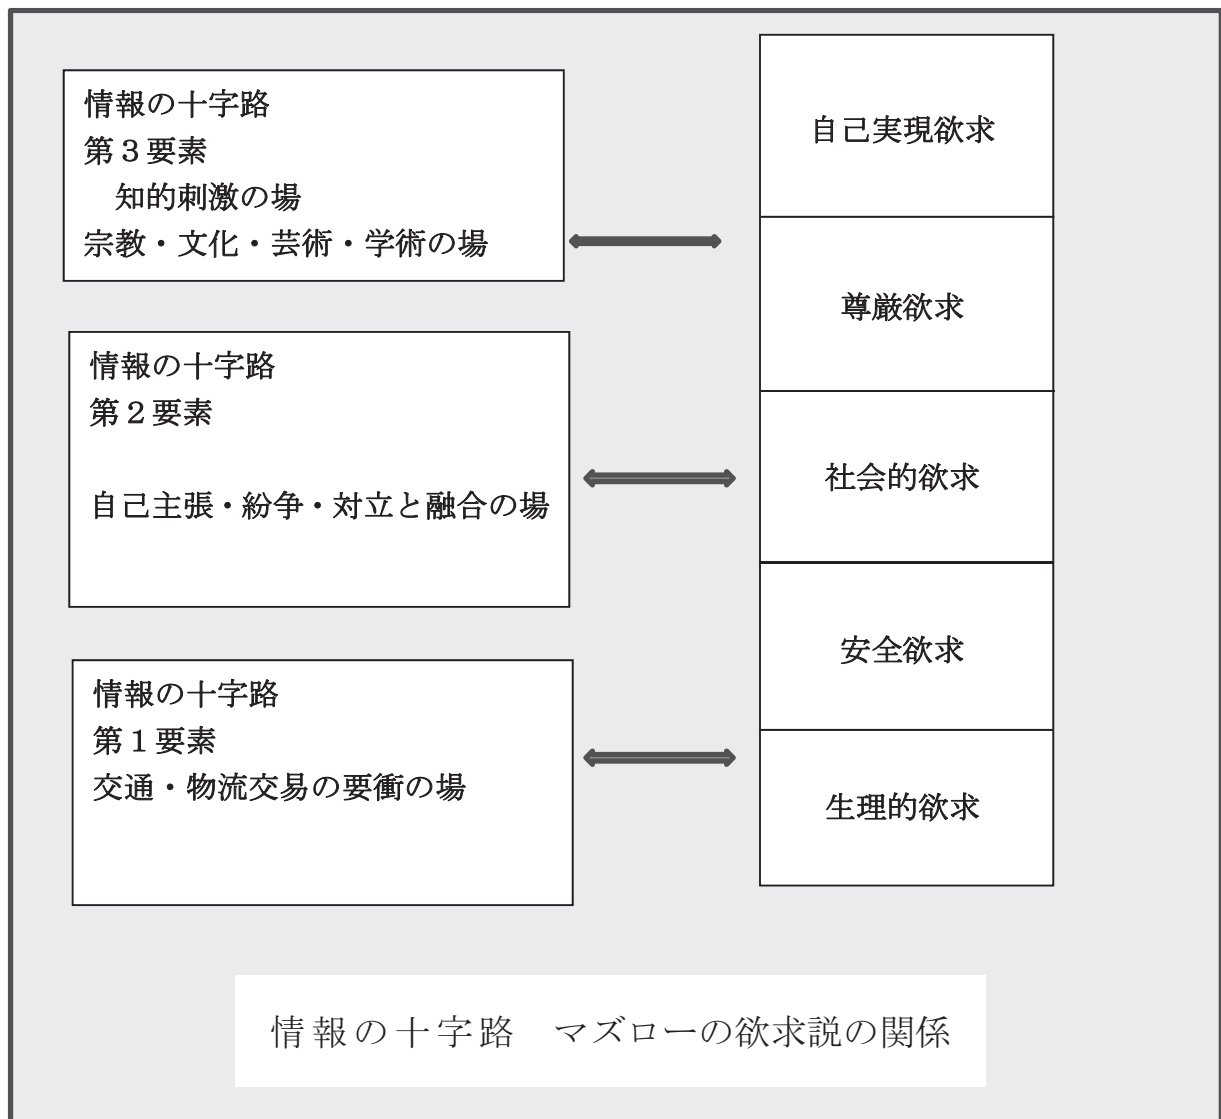 情報の十字路
第３要素
　知的刺激の場
宗教・文化・芸術・学術の場
情報の十字路
第２要素
自己主張・紛争・対立と融合の場
情報の十字路
第１要素
交通・物流交易の要衝の場
自己実現欲求
尊厳欲求
社会的欲求
安全欲求
生理的欲求
情報の十字路　マズローの欲求説の関係